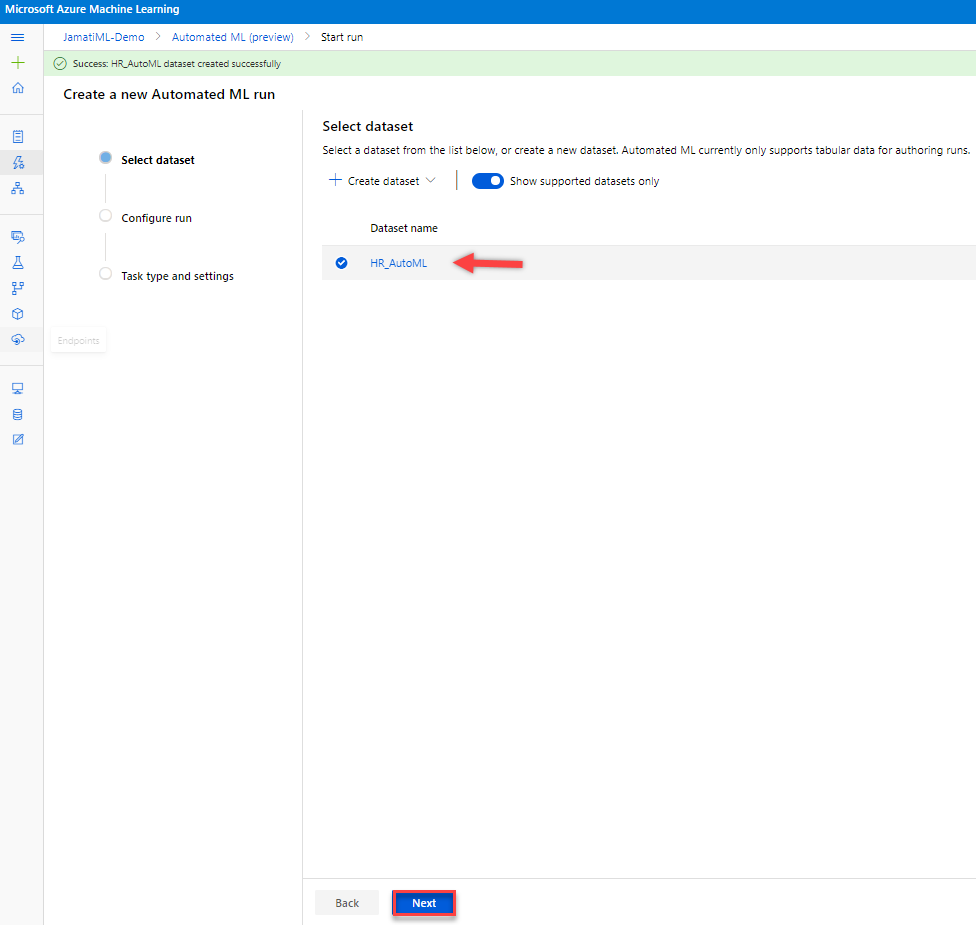 Microsoft Azure Machine Learning
JamatiML-Demo > Automated ML (preview) > Start run
Success: HR_AutoML dataset created successfully
Create a new Automated ML run
Select dataset
Configure run
Task type and settings
Endpoints
Select dataset
Select a dataset from the list below, or create a new dataset. Automated ML currently only supports tabular data for authoring runs.
Create dataset
Show supported datasets only
Dataset name
HR_AutoML
Back
Next